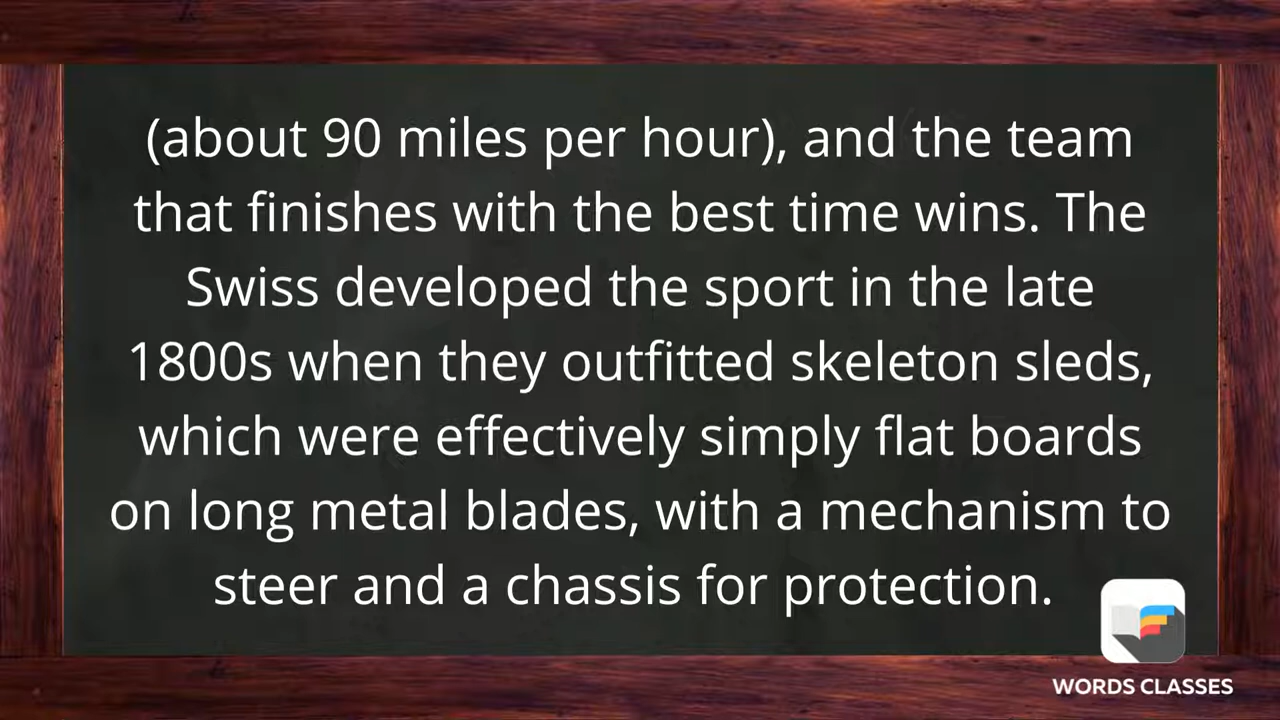 (about 90 miles per hour), and the team
that finishes with the best time wins. The
Swiss developed the sport in the late
1800s when they outfitted skeleton sleds,
which were effectively simply flat boards
on long metal blades, with a mechanism to
steer and a chassis for protection.
WORDS CLASSES